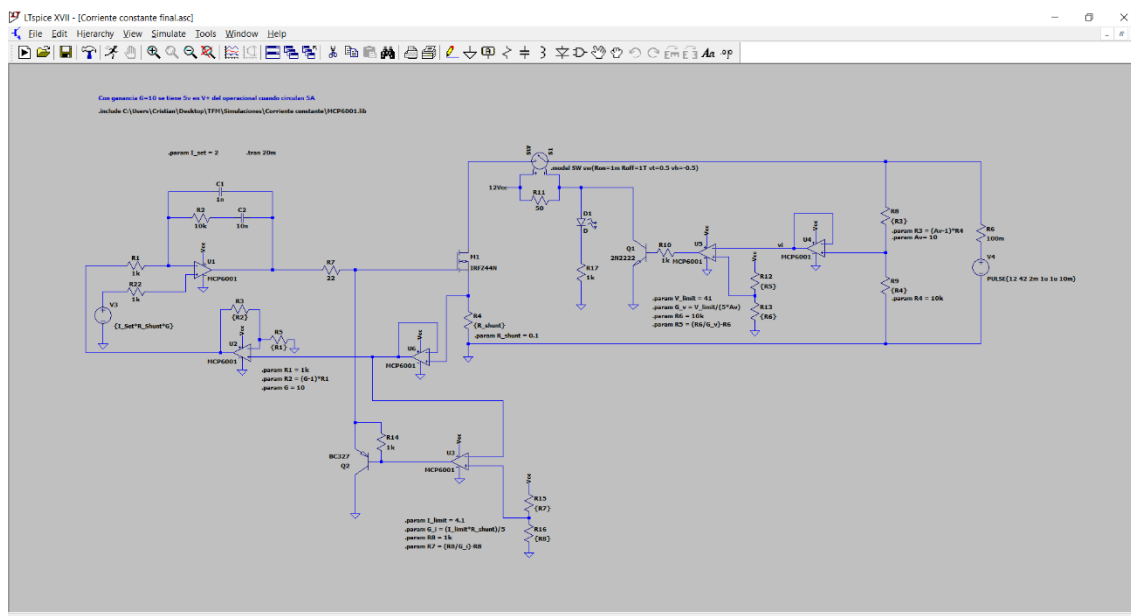 LTspice XVII - [Corriente constante final.asc]
File Edit Hierarchy View Simulate Tools Window Help
Con ganancia G=10 se tiene 5v en V+ del operacional cuando circulen 5A
.include C:\Users\Cristian\Desktop\TFM\Simulaciones\Corriente constante\MCP6001.lib
.param I_set = 2
.tran 20m
C1
1n
R2
10k
C2
10n
R1
1k
R22
1k
Vcc
U1
MCP6001
V3
{I_Set*R_Shunt*G}
R3
{R2}
R5
{R1}
Vcc
U2
MCP6001
.param R1 = 1k
.param R2 = (G-1)*R1
.param G = 10
R7
22
M1
IRFZ44N
R4
{R_shunt}
.param R_shunt = 0.1
Vcc
U6
MCP6001
SW
S1
.model SW sw(Ron=1m Roff=1T vt=0.5 vh=-0.5)
12Vcc
R11
50
D1
D
R17
1k
Q1
2N2222
R10
1k
Vcc
U5
MCP6001
R12
{R5}
R13
{R6}
Vcc
.param V_limit = 41
.param G_v = V_limit/(5*Av)
.param R6 = 10k
.param R5 = (R6/G_v)-R6
vi
Vcc
U4
MCP6001
R8
{R3}
.param R3 = (Av-1)*R4
.param Av= 10
R9
{R4}
.param R4 = 10k
R6
100m
V4
PULSE(12 42 2m 1u 1u 10m)
R14
1k
BC327
Q2
Vcc
U3
MCP6001
Vcc
R15
{R7}
R16
{R8}
.param I_limit = 4.1
.param G_i = (I_limit*R_shunt)/5
.param R8 = 1k
.param R7 = (R8/G_i)-R8